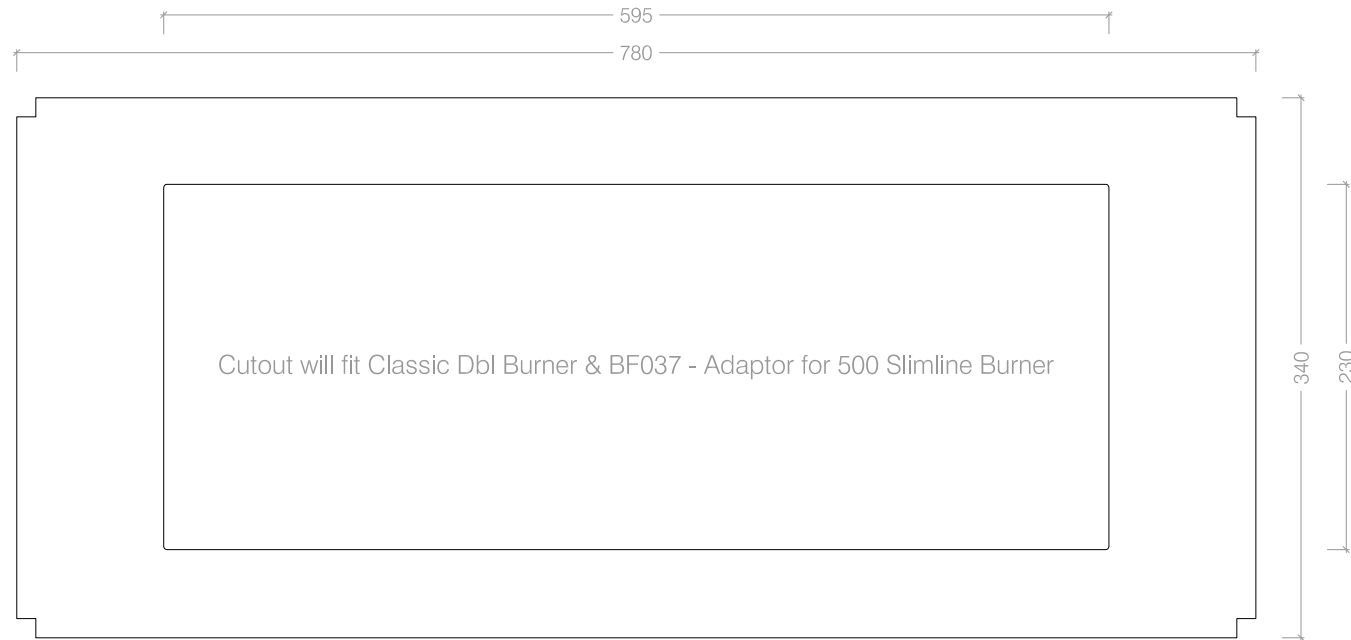 595
780
Cutout will fit Classic Dbl Burner & BF037 - Adaptor for 500 Slimline Burner
340
230